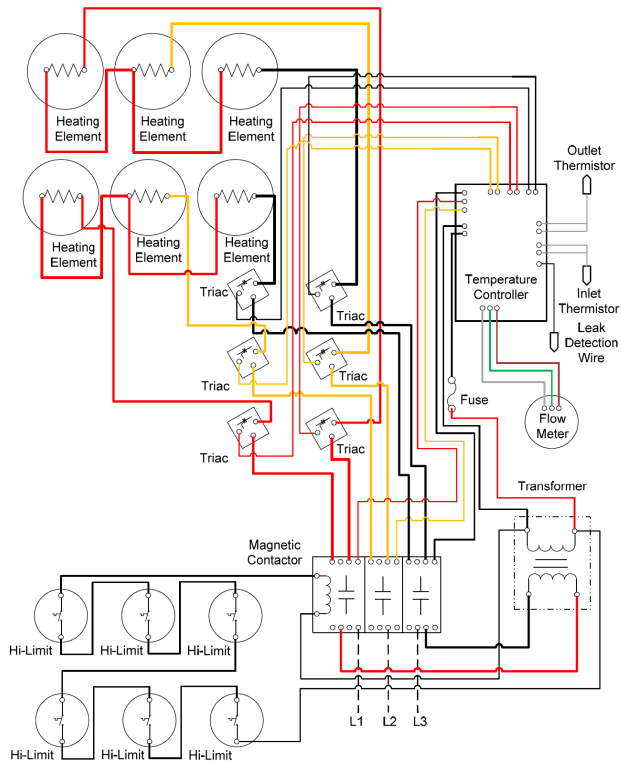 Heating
Element
Heating
Element
Heating
Element
Outlet
Thermistor
Heating
Element
Heating
Element
Heating
Element
Triac
Triac
Temperature
Controller
Inlet
Thermistor
Leak
Detection
Wire
Triac
Triac
Fuse
Flow
Meter
Triac
Triac
Transformer
Magnetic
Contactor
Hi-Limit
Hi-Limit
Hi-Limit
L1
L2
L3
Hi-Limit
Hi-Limit
Hi-Limit